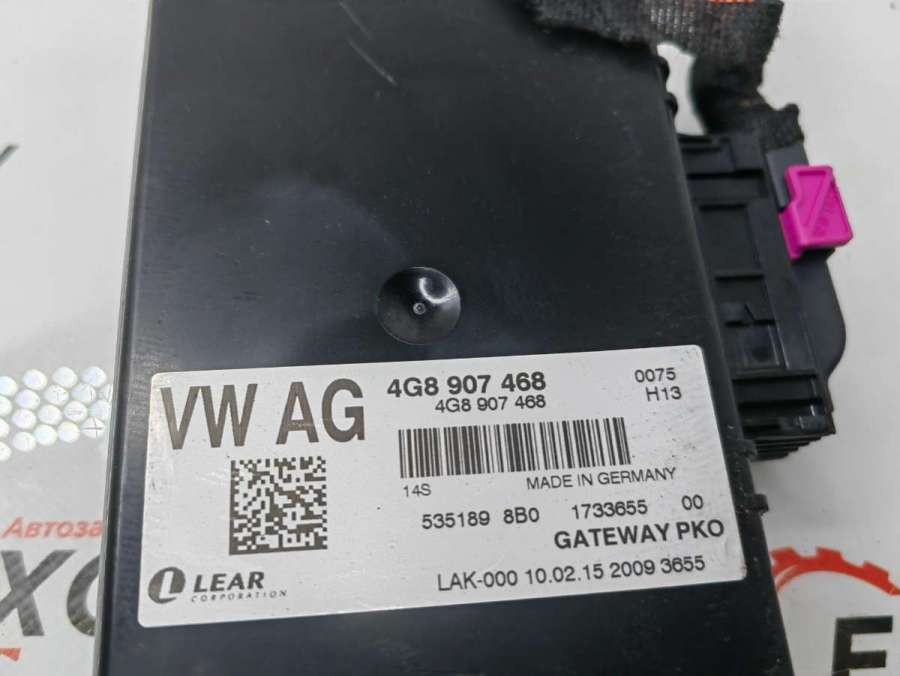 VW AG
4G8 907 468
4G8 907 468
0075
H13
14S
MADE IN GERMANY
535189 8B0 1733655 00
GATEWAY PKO
LEAR
CORPORATION
LAK-000 10.02.15 2009 3655
Автоза